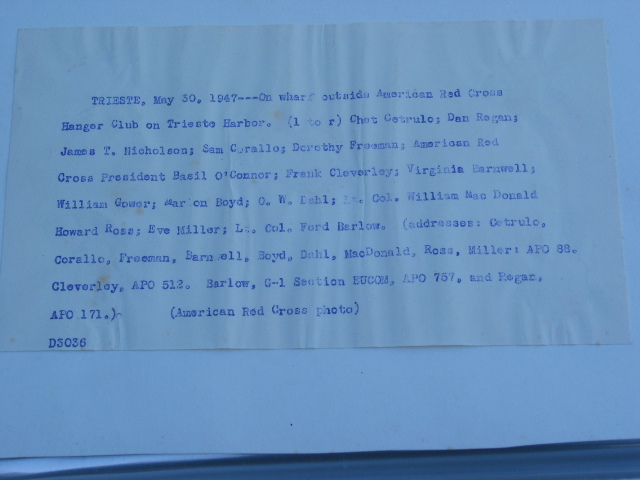 TRIESTE, May 30, 1947---On wharf outside American Red Cross
Hanger Club on Trieste Harbor. (l to r) Chet Cetrulo; Dan Regan;
James T. Nicholson; Sam Corallo; Dorothy Freeman; American Red
Cross President Basil O'Connor; Frank Cleverley; Virginia Barnwell;
William Gower; Marion Boyd; O. W. Dahl; Lt. Col. William Mac Donald
Howard Ross; Eve Miller; Lt. Col. Ford Barlow. (addresses: Cetrulo,
Corallo, Freeman, Barnwell, Boyd, Dahl, MacDonald, Ross, Miller: APO 88.
Cleverley, APO 512. Barlow, G-1 Section EUCOM, APO 757, and Regan,
APO 171.) (American Red Cross photo)
D3036